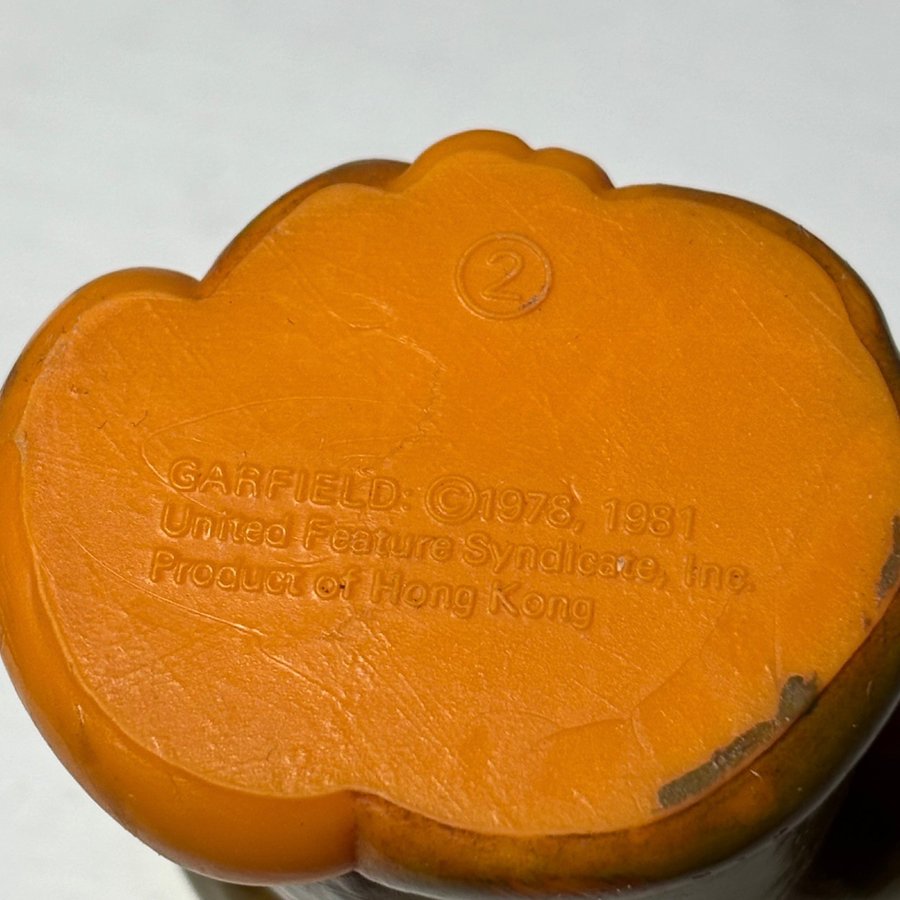 ②
GARFIELD: ©1978, 1981
United Feature Syndicate, Inc.
Product of Hong Kong